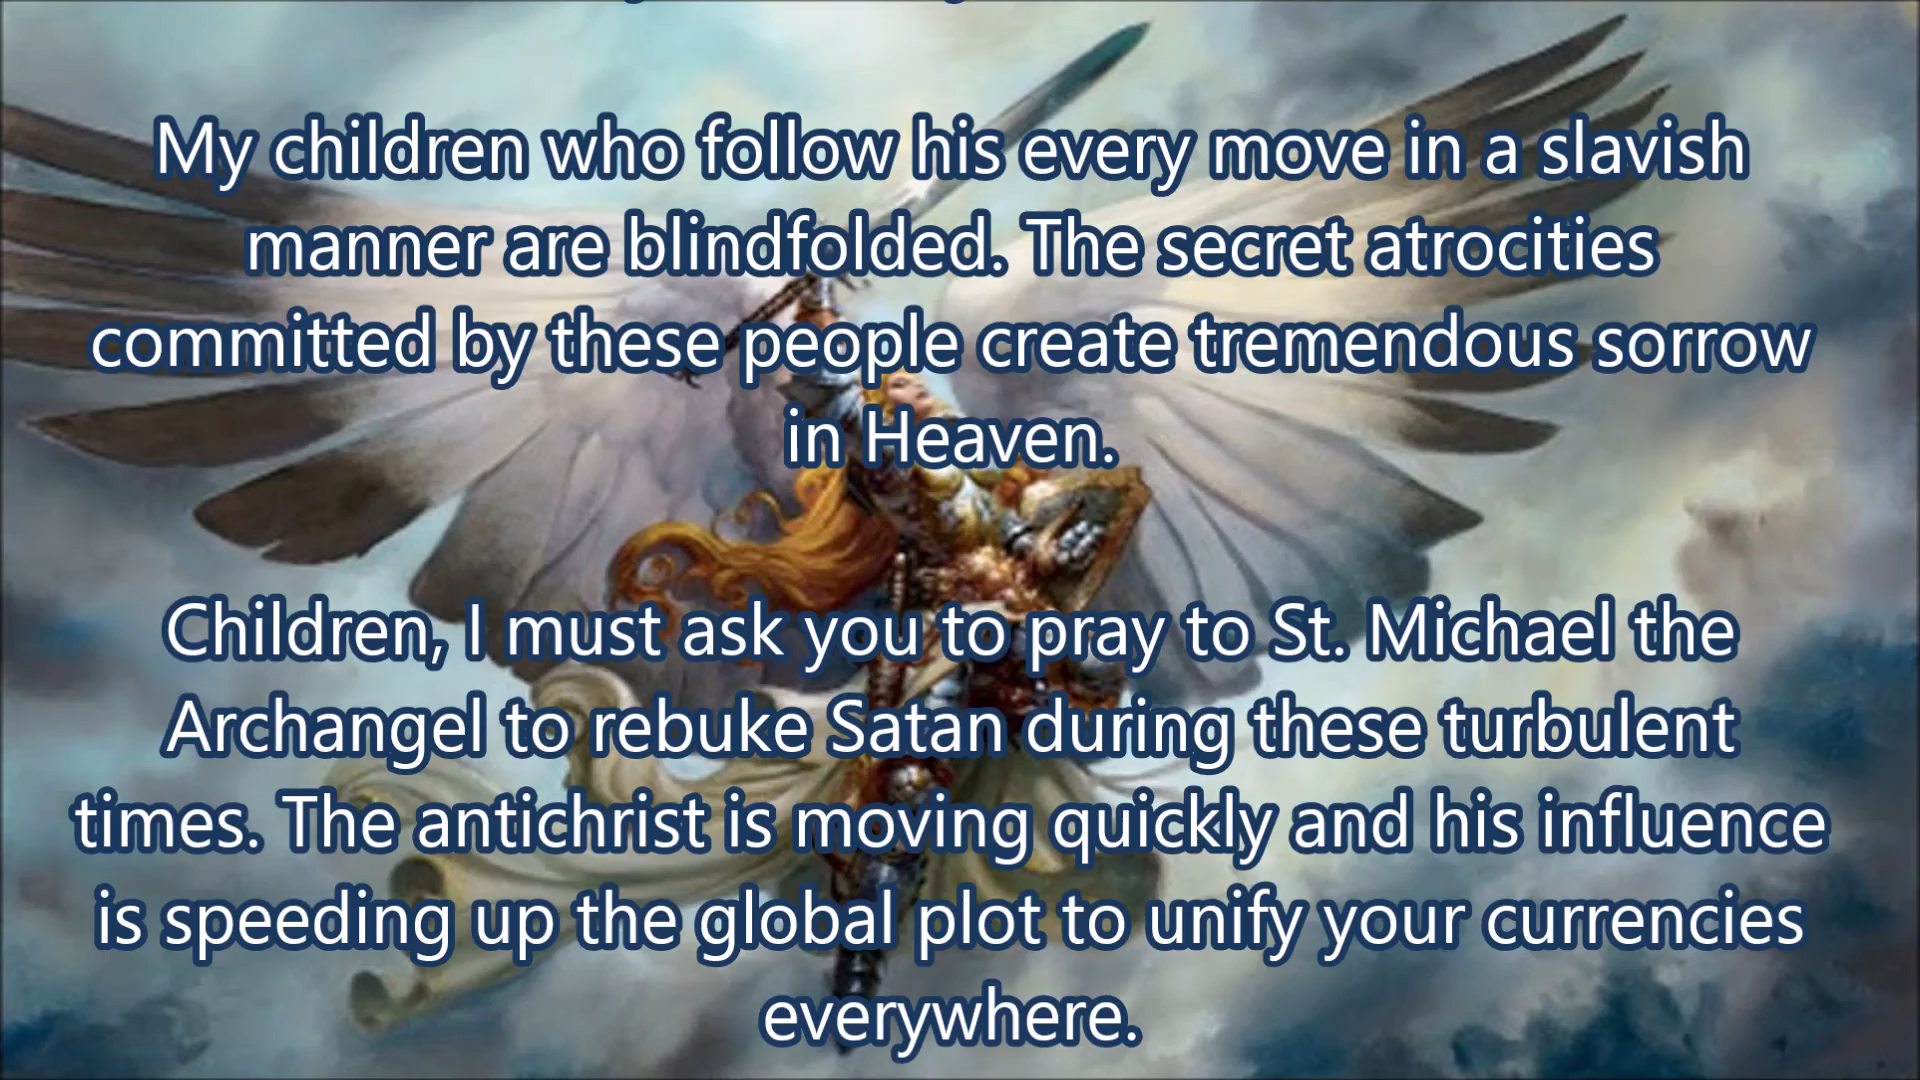 My children who follow his every move in a slavish
manner are blindfolded. The secret atrocities
committed by these people create tremendous sorrow
in Heaven.
Children, I must ask you to pray to St. Michael the
Archangel to rebuke Satan during these turbulent
times. The antichrist is moving quickly and his influence
is speeding up the global plot to unify your currencies
everywhere.